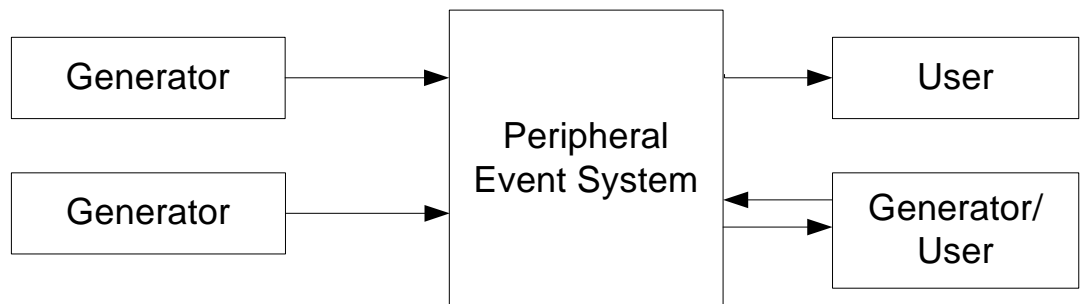 Generator
User
Peripheral
Event System
Generator
Generator/
User